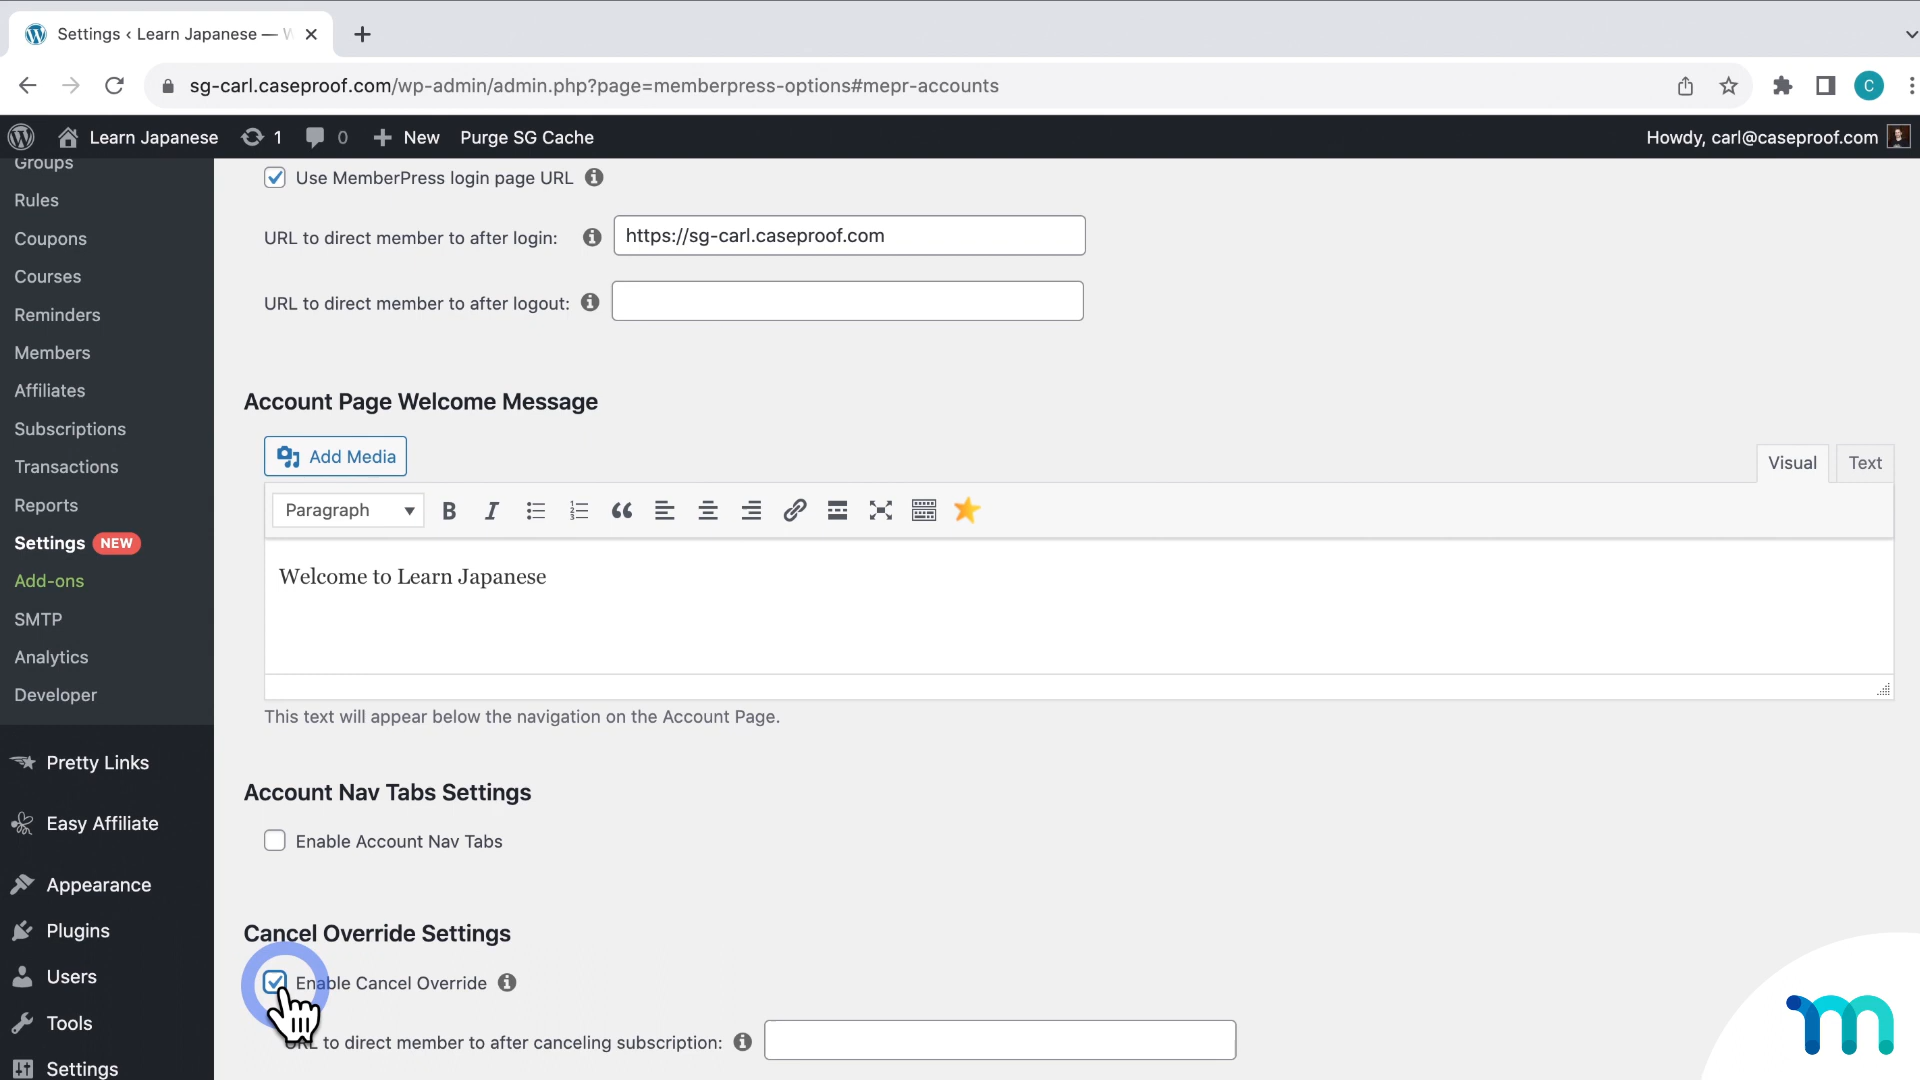 Settings ‹ Learn Japanese — W
sg-carl.caseproof.com/wp-admin/admin.php?page=memberpress-options#mepr-accounts
C
Learn Japanese
1
0
New
Purge SG Cache
Howdy, carl@caseproof.com
Groups
Rules
Coupons
Courses
Reminders
Members
Affiliates
Subscriptions
Transactions
Reports
Settings NEW
Add-ons
SMTP
Analytics
Developer
Pretty Links
Easy Affiliate
Appearance
Plugins
Users
Tools
Settings
Use MemberPress login page URL
URL to direct member to after login:
https://sg-carl.caseproof.com
URL to direct member to after logout:
Account Page Welcome Message
Add Media
Visual
Text
Paragraph
Welcome to Learn Japanese
This text will appear below the navigation on the Account Page.
Account Nav Tabs Settings
Enable Account Nav Tabs
Cancel Override Settings
Enable Cancel Override
URL to direct member to after canceling subscription:
m